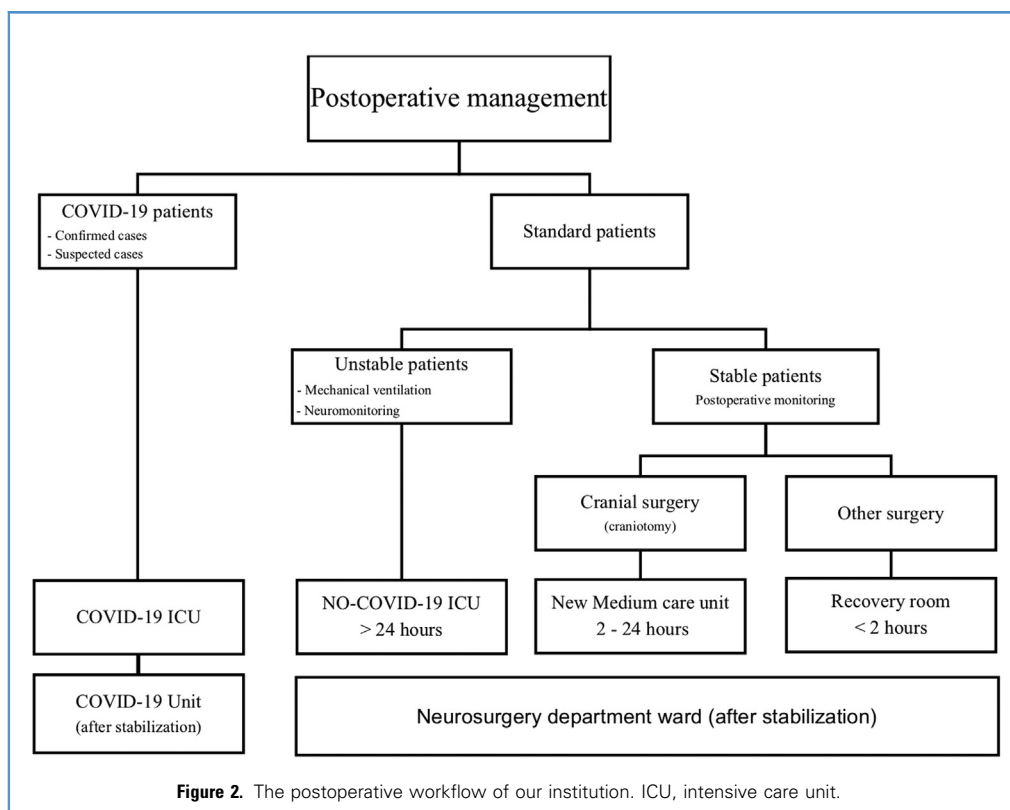 Postoperative management
COVID-19 patients
- Confirmed cases
- Suspected cases
Standard patients
Unstable patients
- Mechanical ventilation
- Neuromonitoring
Stable patients
Postoperative monitoring
Cranial surgery
(craniotomy)
Other surgery
COVID-19 ICU
NO-COVID-19 ICU
> 24 hours
New Medium care unit
2 - 24 hours
Recovery room
< 2 hours
COVID-19 Unit
(after stabilization)
Neurosurgery department ward (after stabilization)
Figure 2. The postoperative workflow of our institution. ICU, intensive care unit.